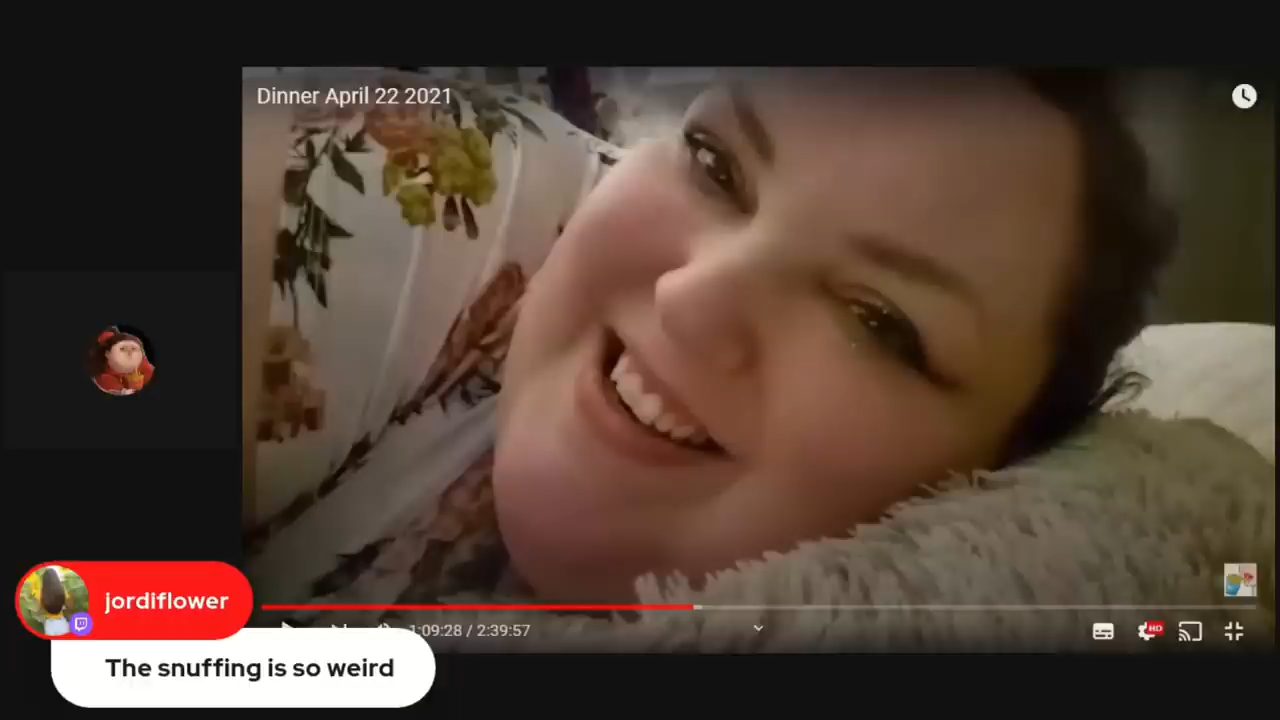 Dinner April 22 2021
jordiflower
1:09:28 / 2:39:57
HD
The snuffing is so weird